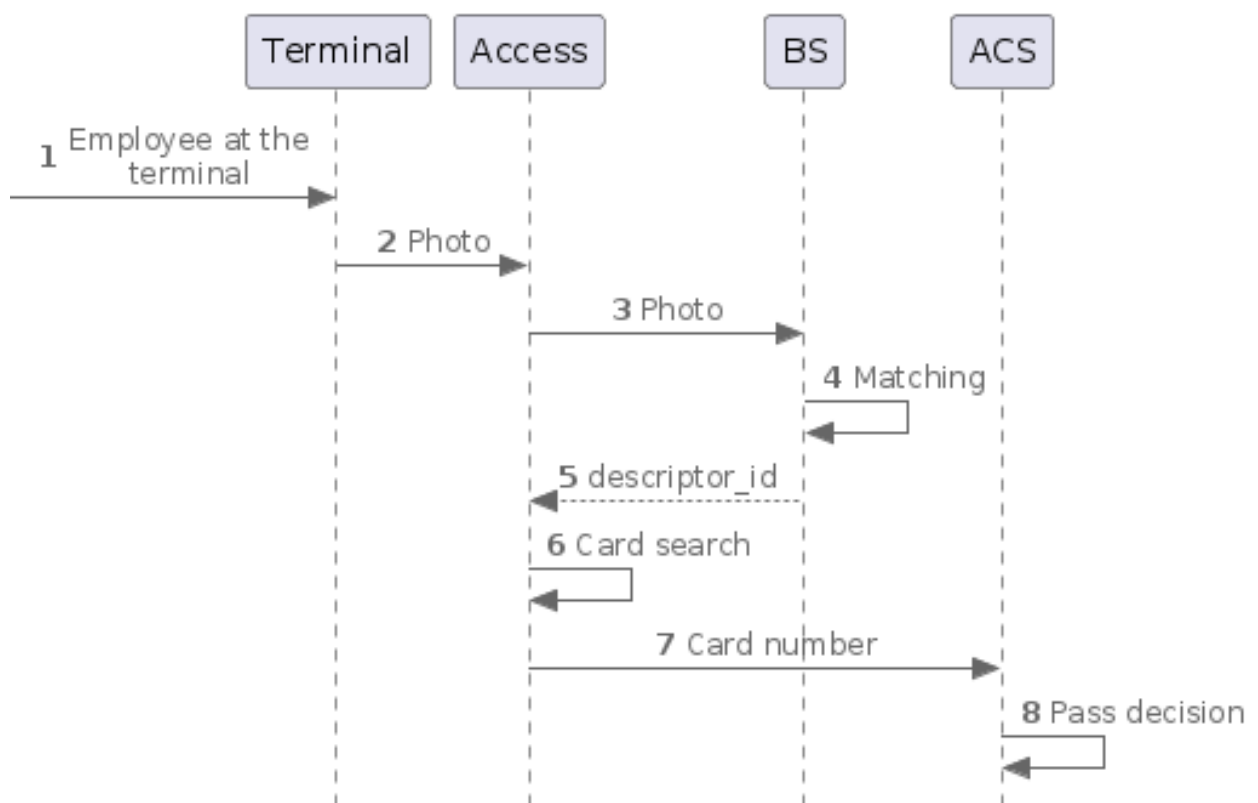 Terminal
Access
BS
ACS
1 Employee at the
terminal
2 Photo
3 Photo
4 Matching
5 descriptor_id
6 Card search
7 Card number
8 Pass decision